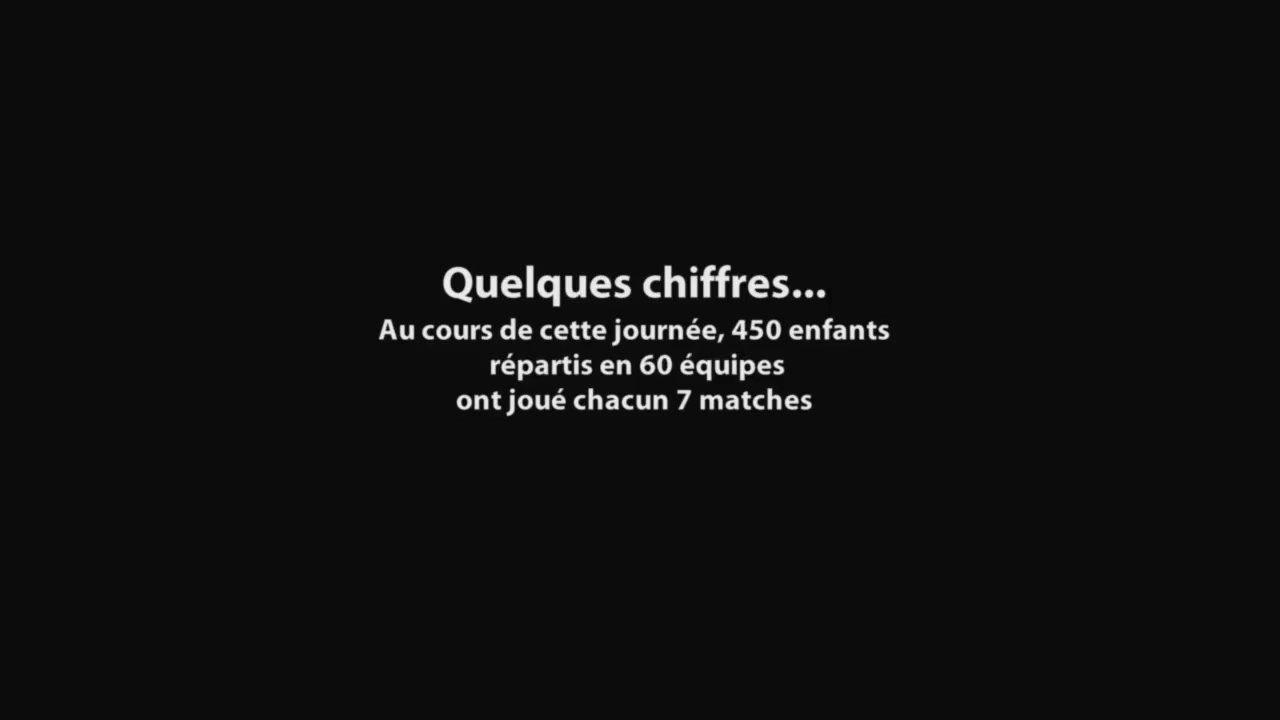 Quelques chiffres...
Au cours de cette journée, 450 enfants
répartis en 60 équipes
ont joué chacun 7 matches